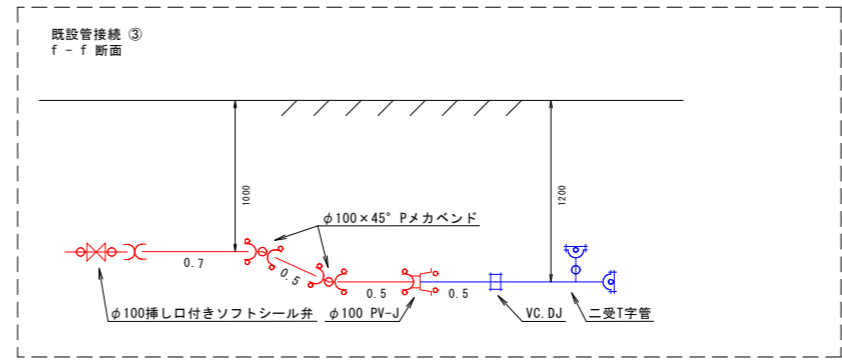 既設管接続 ③
f - f 断面
1000
1200
φ100×45° Pメカベンド
0.7
0.5
0.5
0.5
φ100挿し口付きソフトシール弁
φ100 PV-J
VC.DJ
二受T字管